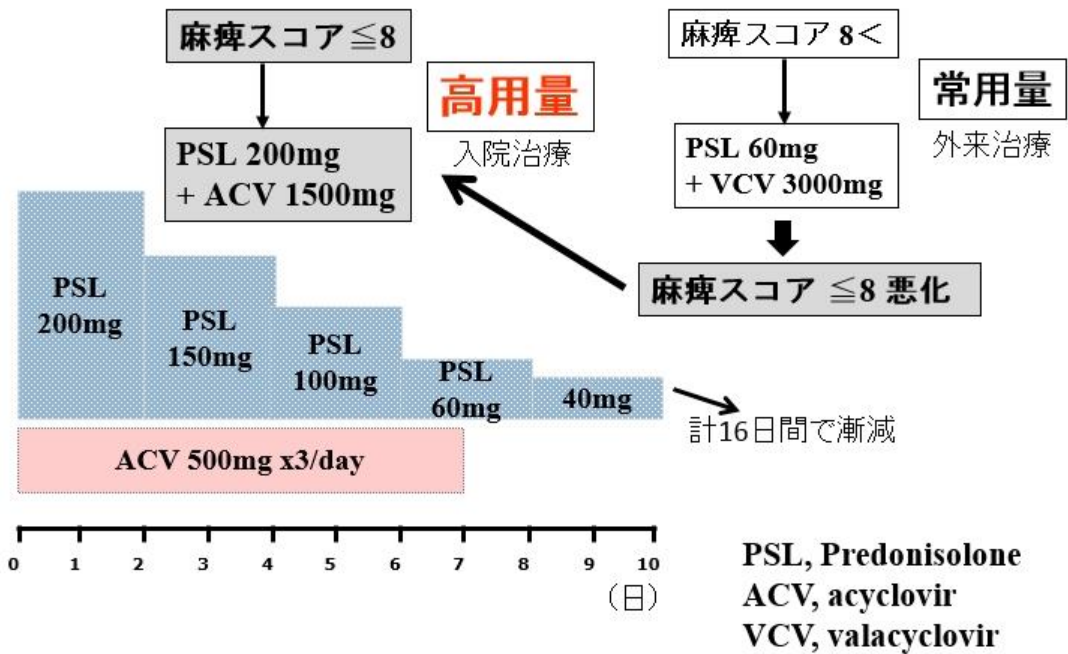 麻痺スコア ≦8
麻痺スコア 8<
高用量
入院治療
常用量
外来治療
PSL 200mg
+ ACV 1500mg
PSL 60mg
+ VCV 3000mg
麻痺スコア ≦8 悪化
PSL
200mg
PSL
150mg
PSL
100mg
PSL
60mg
40mg
計16日間で漸減
ACV 500mg x3/day
0 1 2 3 4 5 6 7 8 9 10
（日）
PSL, Predonisolone
ACV, acyclovir
VCV, valacyclovir